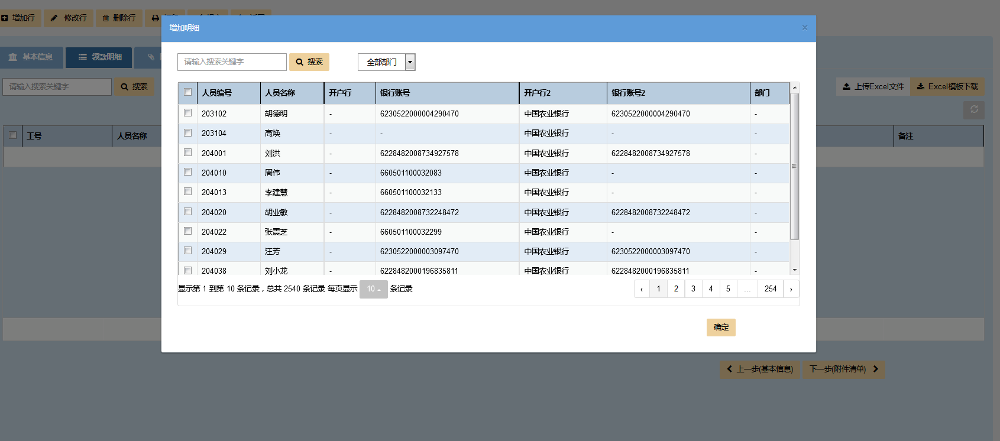 增加行 修改行 删除行
增加明细 ×
基本信息 领款明细
请输入搜索关键字 搜索 全部部门
请输入搜索关键字 搜索 上传Excel文件 Excel模板下载
人员编号 人员名称 开户行 银行账号 开户行2 银行账号2 部门
203102 胡德明 - 6230522000004290470 中国农业银行 6230522000004290470 -
203104 高焕 - - 中国农业银行 - -
工号 人员名称 备注
204001 刘洪 - 6228482008734927578 中国农业银行 6228482008734927578 -
204010 周伟 - 660501100032083 中国农业银行 - -
204013 李建慧 - 660501100032133 中国农业银行 - -
204020 胡业敏 - 6228482008732248472 中国农业银行 6228482008732248472 -
204022 张震芝 - 660501100032299 中国农业银行 - -
204029 汪芳 - 6230522000003097470 中国农业银行 6230522000003097470 -
204038 刘小龙 - 6228482000196835811 中国农业银行 6228482000196835811 -
显示第 1 到第 10 条记录，总共 2540 条记录 每页显示 10 条记录 ‹ 1 2 3 4 5 ... 254 ›
确定
上一步(基本信息) 下一步(附件清单)